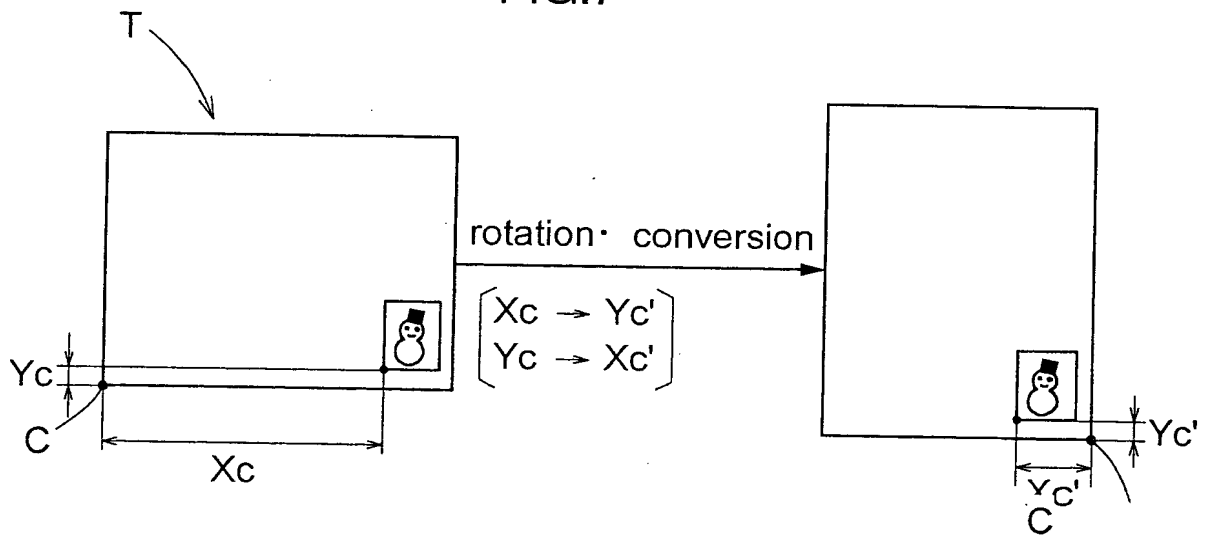 T
rotation· conversion
Xc → Yc'
Yc → Xc'
Yc
C
Xc
Yc'
C